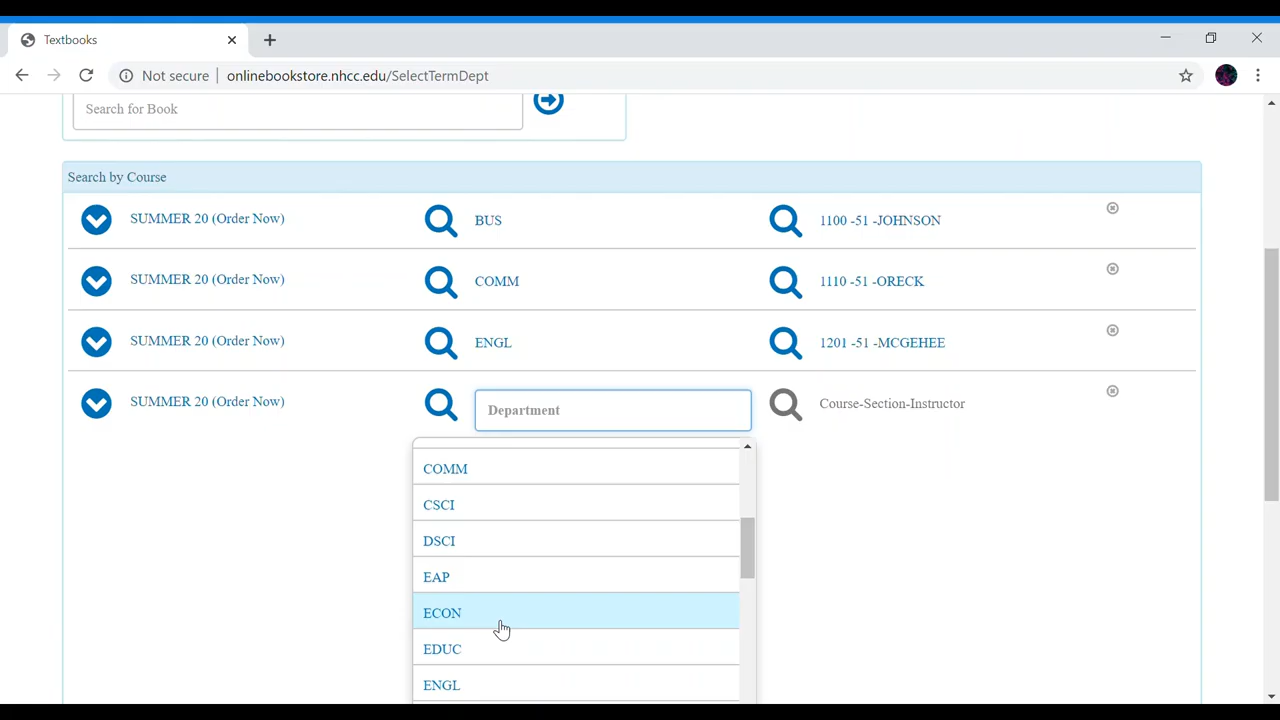 Textbooks
Not secure onlinebookstore.nhcc.edu/SelectTermDept
Search for Book
Search by Course
SUMMER 20 (Order Now) BUS 1100 -51 -JOHNSON
SUMMER 20 (Order Now) COMM 1110 -51 -ORECK
SUMMER 20 (Order Now) ENGL 1201 -51 -MCGEHEE
SUMMER 20 (Order Now) Department Course-Section-Instructor
COMM
CSCI
DSCI
EAP
ECON
EDUC
ENGL